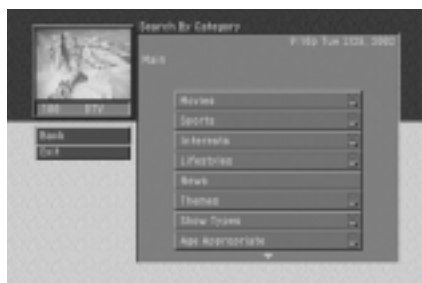 Search By Category
Main
100 DTV
Back
Exit
Movies
Sports
Interests
Lifestyles
News
Themes
Show Types
Age Appropriate